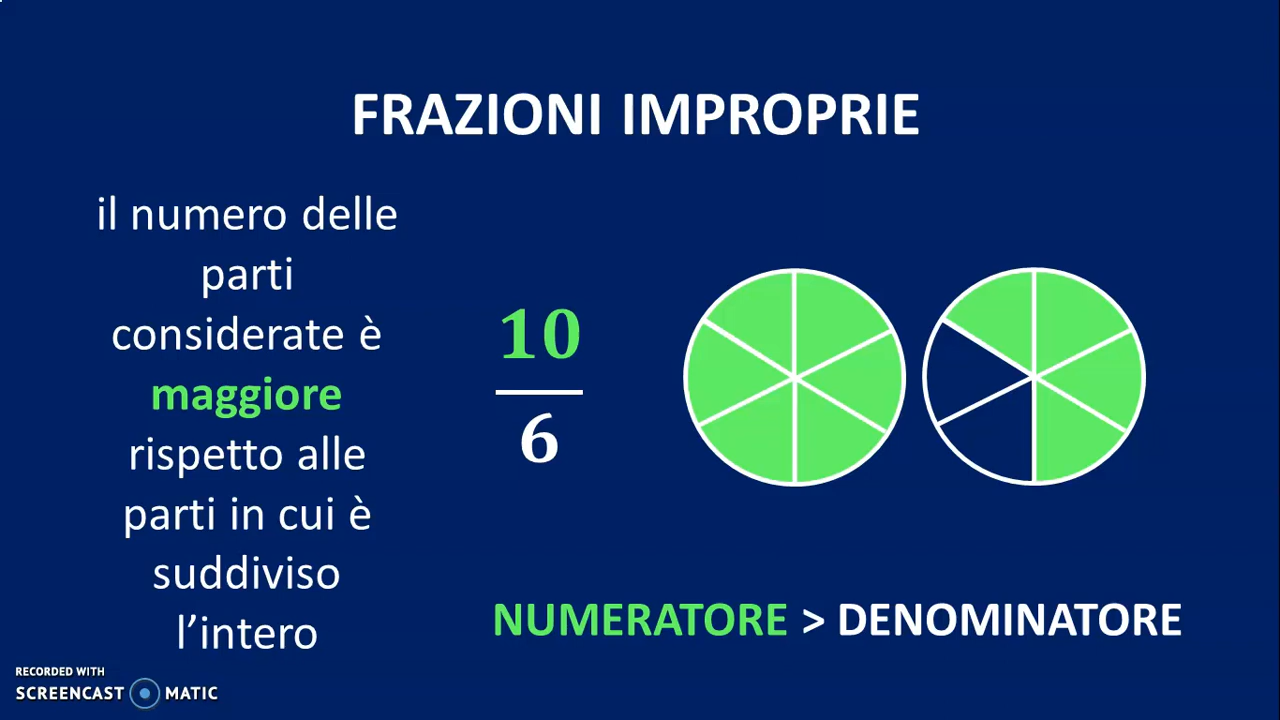 FRAZIONI IMPROPRIE
il numero delle
parti
considerate è
maggiore
rispetto alle
parti in cui è
suddiviso
l’intero
10
6
NUMERATORE > DENOMINATORE
RECORDED WITH
SCREENCAST MATIC